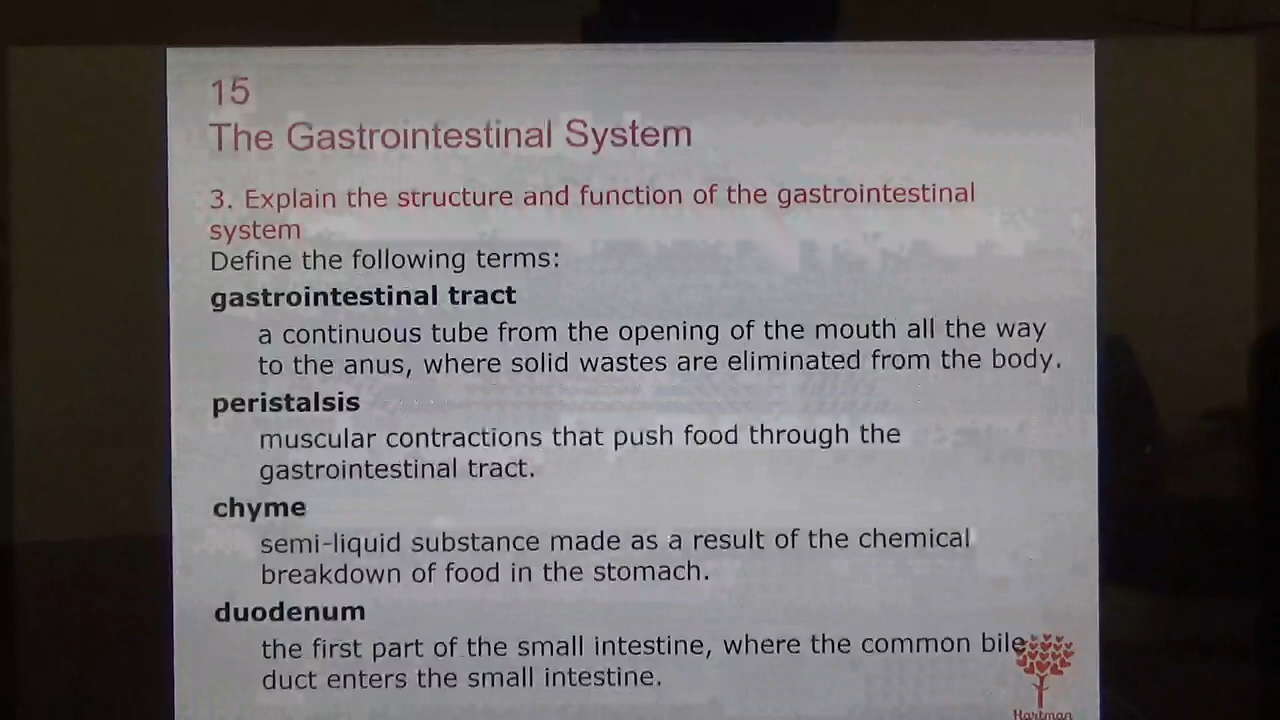 15
The Gastrointestinal System
3. Explain the structure and function of the gastrointestinal
system
Define the following terms:
gastrointestinal tract
a continuous tube from the opening of the mouth all the way
to the anus, where solid wastes are eliminated from the body.
peristalsis
muscular contractions that push food through the
gastrointestinal tract.
chyme
semi-liquid substance made as a result of the chemical
breakdown of food in the stomach.
duodenum
the first part of the small intestine, where the common bile
duct enters the small intestine.
Hartman